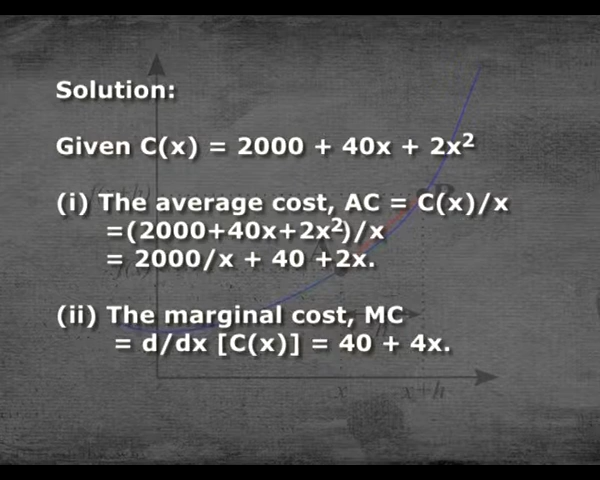 Solution:
Given C(x) = 2000 + 40x + 2x²
(i) The average cost, AC = C(x)/x
=(2000+40x+2x²)/x
= 2000/x + 40 +2x.
(ii) The marginal cost, MC
= d/dx [C(x)] = 40 + 4x.
x
x+h